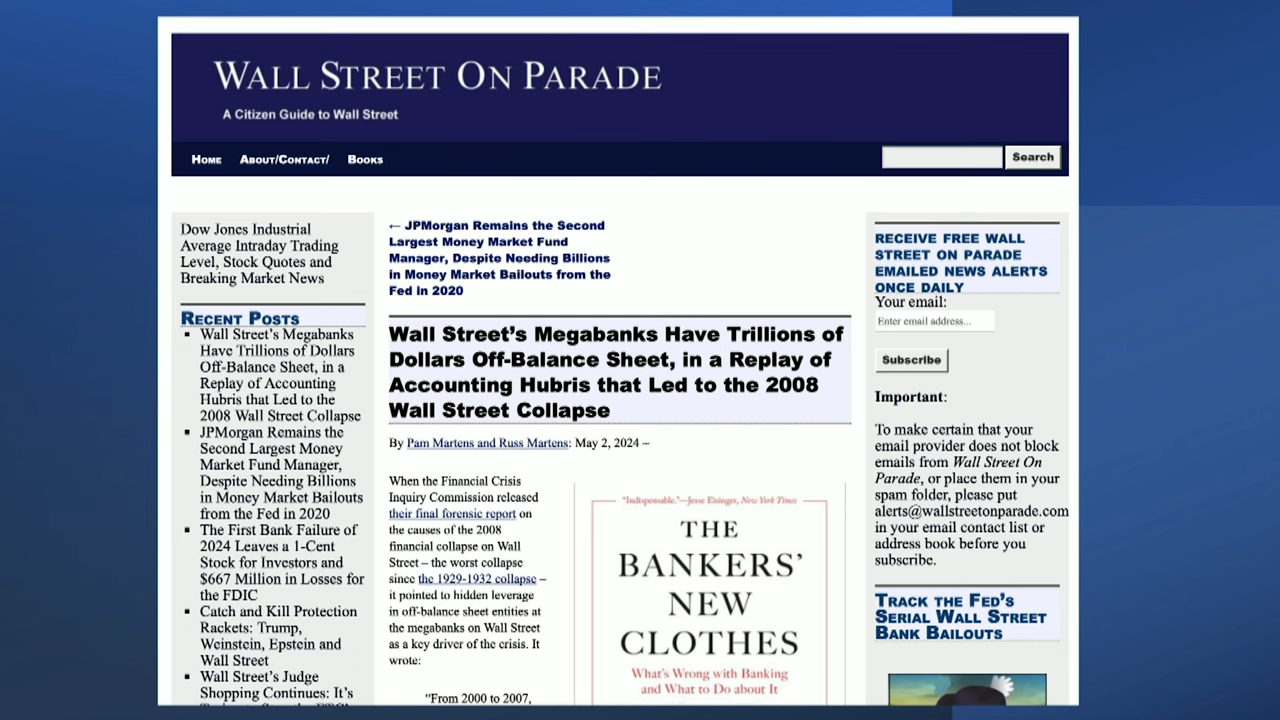 WALL STREET ON PARADE
A Citizen Guide to Wall Street
HOME ABOUT/CONTACT/ BOOKS
Search
Dow Jones Industrial
Average Intraday Trading
Level, Stock Quotes and
Breaking Market News
RECENT POSTS
▪ Wall Street's Megabanks
Have Trillions of Dollars
Off-Balance Sheet, in a
Replay of Accounting
Hubris that Led to the
2008 Wall Street Collapse
▪ JPMorgan Remains the
Second Largest Money
Market Fund Manager,
Despite Needing Billions
in Money Market Bailouts
from the Fed in 2020
▪ The First Bank Failure of
2024 Leaves a 1-Cent
Stock for Investors and
$667 Million in Losses for
the FDIC
▪ Catch and Kill Protection
Rackets: Trump,
Weinstein, Epstein and
Wall Street
▪ Wall Street's Judge
Shopping Continues: It's
← JPMorgan Remains the Second
Largest Money Market Fund
Manager, Despite Needing Billions
in Money Market Bailouts from the
Fed in 2020
Wall Street's Megabanks Have Trillions of
Dollars Off-Balance Sheet, in a Replay of
Accounting Hubris that Led to the 2008
Wall Street Collapse
By Pam Martens and Russ Martens: May 2, 2024 ~
When the Financial Crisis
Inquiry Commission released
their final forensic report on
the causes of the 2008
financial collapse on Wall
Street – the worst collapse
since the 1929-1932 collapse –
it pointed to hidden leverage
in off-balance sheet entities at
the megabanks on Wall Street
as a key driver of the crisis. It
wrote:
"From 2000 to 2007,
"Indispensable."—Jesse Eisinger, New York Times
THE
BANKERS'
NEW
CLOTHES
What's Wrong with Banking
and What to Do about It
RECEIVE FREE WALL
STREET ON PARADE
EMAILED NEWS ALERTS
ONCE DAILY
Your email:
Enter email address...
Subscribe
Important:
To make certain that your
email provider does not block
emails from Wall Street On
Parade, or place them in your
spam folder, please put
alerts@wallstreetonparade.com
in your email contact list or
address book before you
subscribe.
TRACK THE FED'S
SERIAL WALL STREET
BANK BAILOUTS